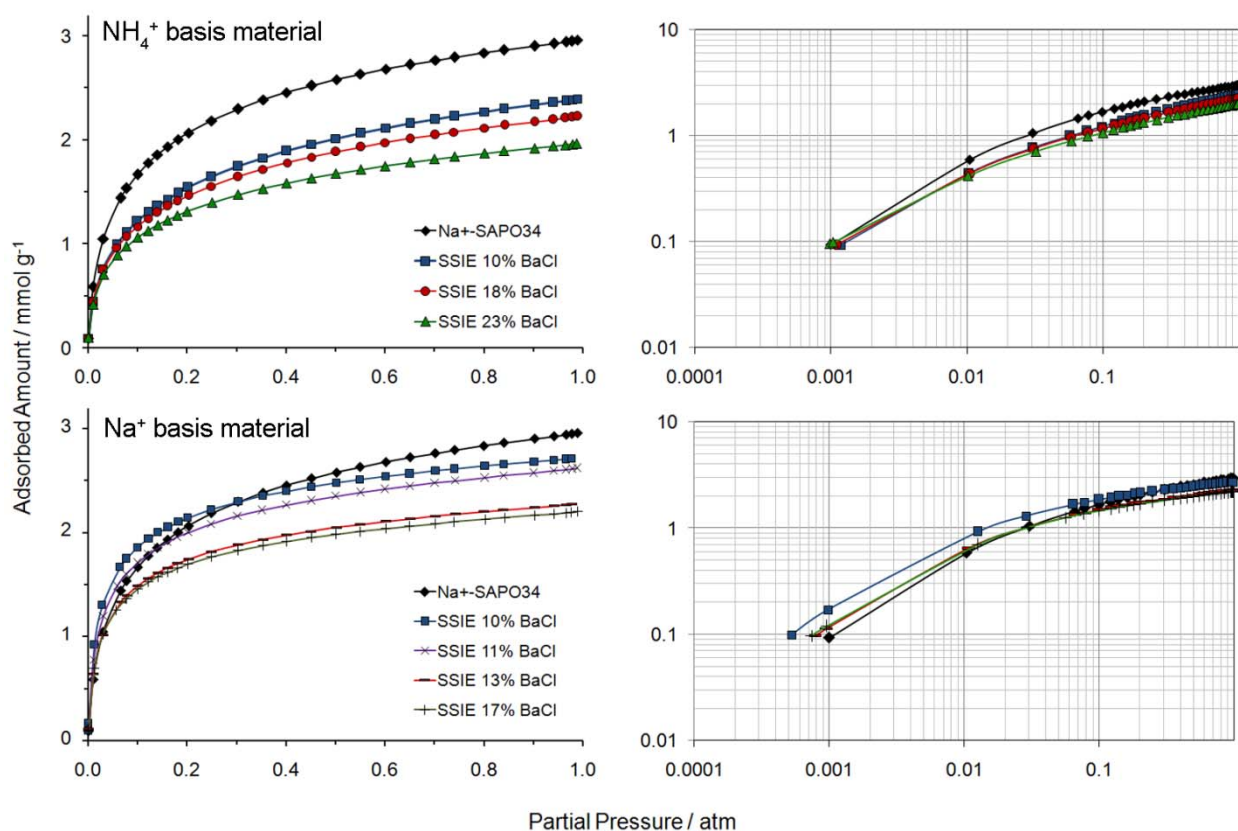 NH₄⁺ basis material
3
2
1
0
Na+-SAPO34
SSIE 10% BaCl
SSIE 18% BaCl
SSIE 23% BaCl
0.0 0.2 0.4 0.6 0.8 1.0
10
1
0.1
0.01
0.0001 0.001 0.01 0.1
Adsorbed Amount / mmol g⁻¹
Na⁺ basis material
3
2
1
0
Na+-SAPO34
SSIE 10% BaCl
SSIE 11% BaCl
SSIE 13% BaCl
SSIE 17% BaCl
0.0 0.2 0.4 0.6 0.8 1.0
10
1
0.1
0.01
0.0001 0.001 0.01 0.1
Partial Pressure / atm